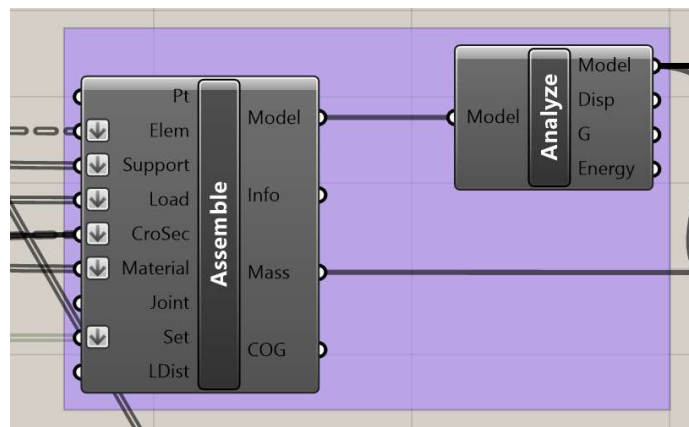 Pt
Elem
Support
Load
CroSec
Material
Joint
Set
LDist
Assemble
Model
Info
Mass
COG
Model
Analyze
Model
Disp
G
Energy